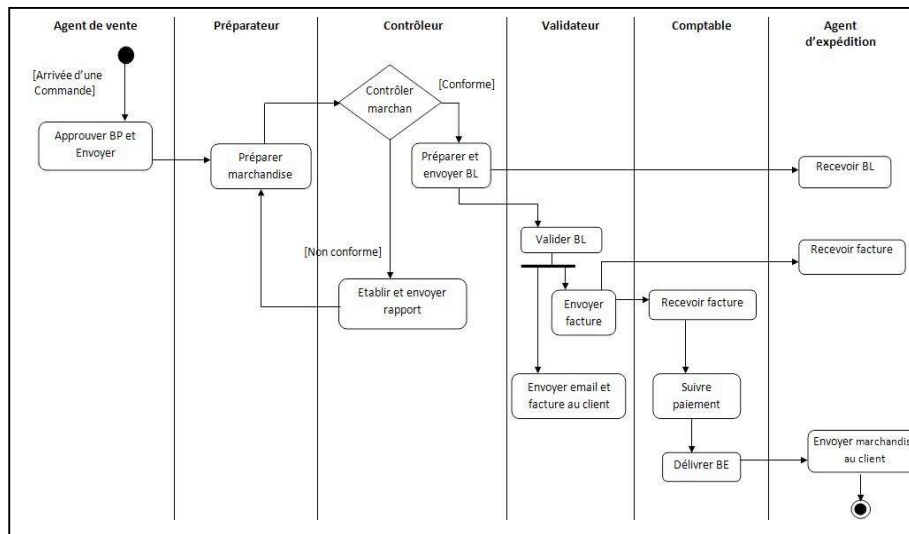 Agent de vente
Préparateur
Contrôleur
Validateur
Comptable
Agent
d'expédition
[Arrivée d'une
Commande]
Approuver BP et
Envoyer
Préparer
marchandise
Contrôler
marchan
[Conforme]
Préparer et
envoyer BL
Recevoir BL
[Non conforme]
Etablir et envoyer
rapport
Valider BL
Envoyer
facture
Recevoir facture
Recevoir facture
Envoyer email et
facture au client
Suivre
paiement
Délivrer BE
Envoyer marchandis
au client